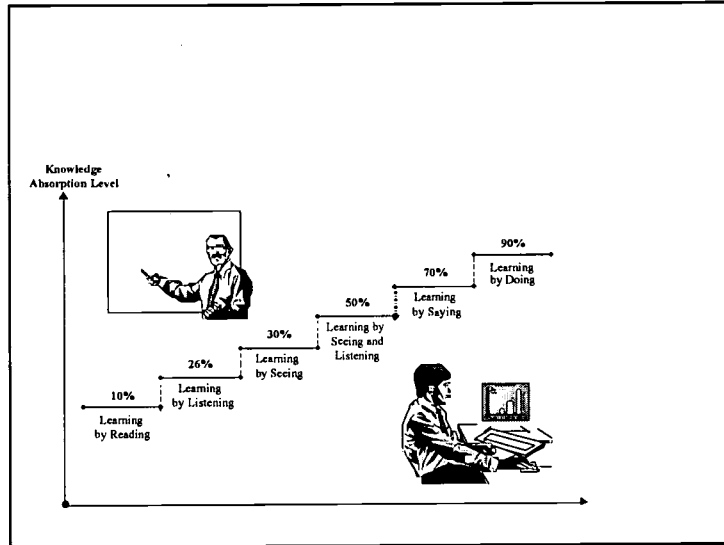 Knowledge
Absorption Level
90%
Learning
by Doing
70%
Learning
by Saying
50%
Learning by
Seeing and
Listening
30%
Learning
by Seeing
26%
Learning
by Listening
10%
Learning
by Reading